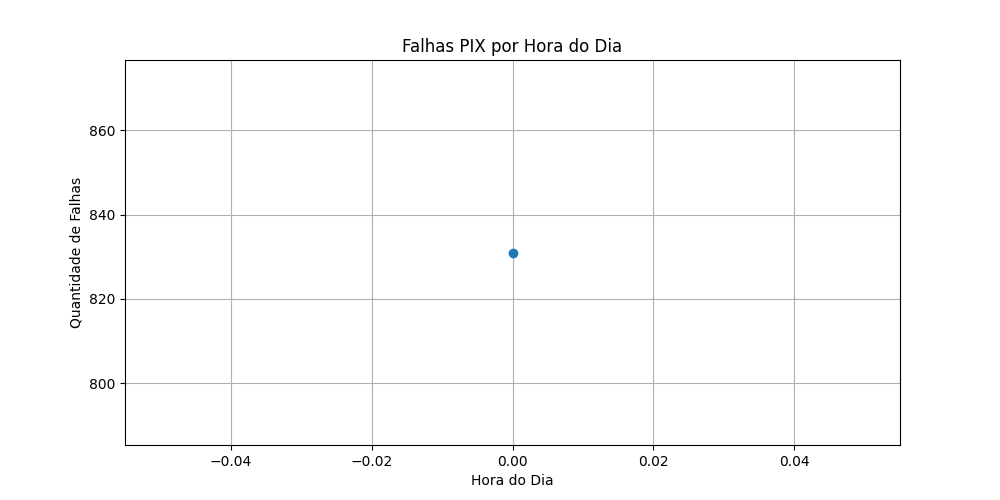 Falhas PIX por Hora do Dia
860
840
820
800
Quantidade de Falhas
−0.04 −0.02 0.00 0.02 0.04
Hora do Dia